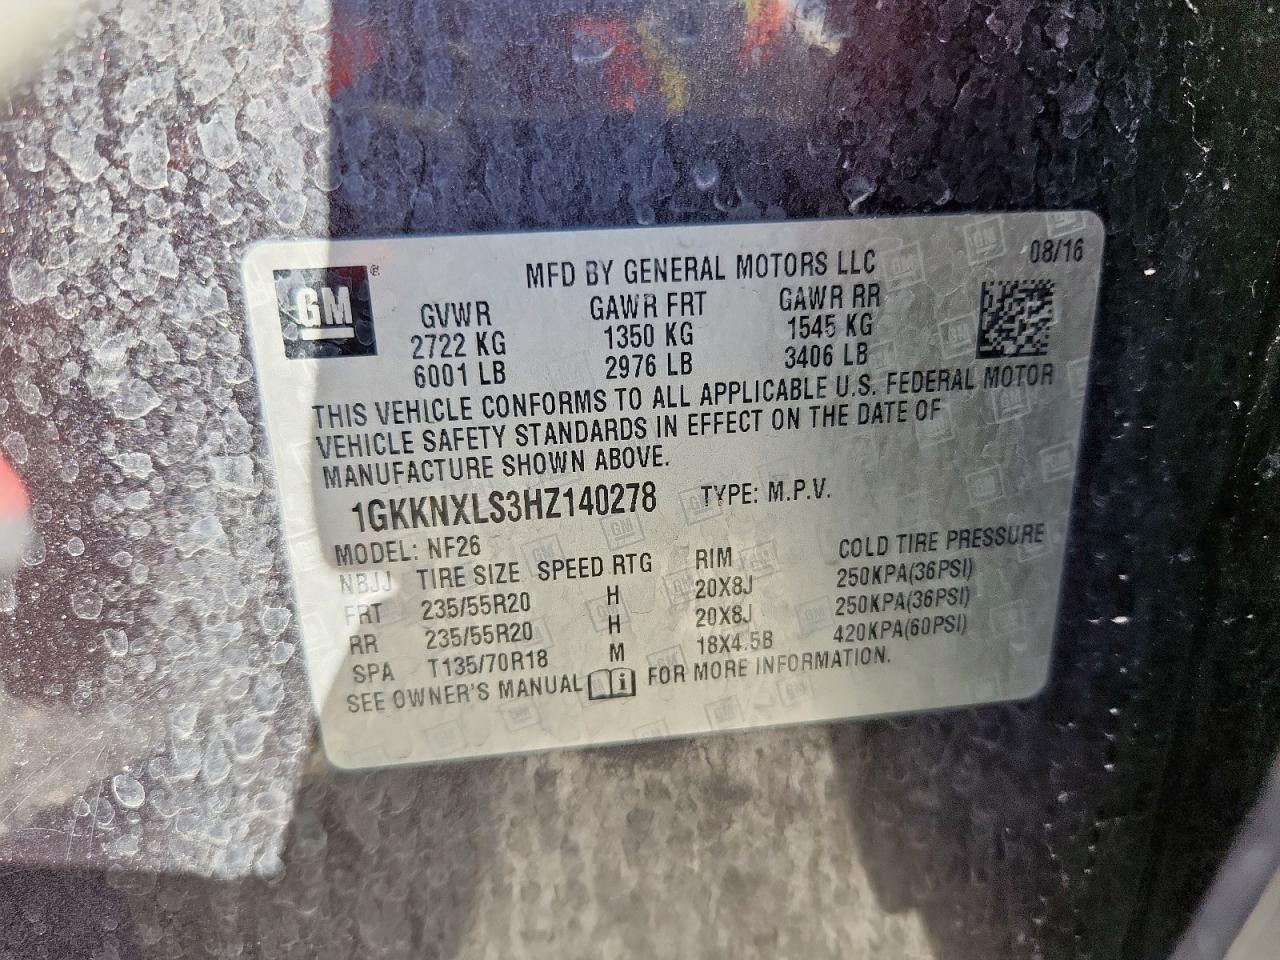 GM ®
MFD BY GENERAL MOTORS LLC 08/16
GVWR GAWR FRT GAWR RR
2722 KG 1350 KG 1545 KG
6001 LB 2976 LB 3406 LB
THIS VEHICLE CONFORMS TO ALL APPLICABLE U.S. FEDERAL MOTOR
VEHICLE SAFETY STANDARDS IN EFFECT ON THE DATE OF
MANUFACTURE SHOWN ABOVE.
1GKKNXLS3HZ140278 TYPE: M.P.V.
MODEL: NF26
NBJJ TIRE SIZE SPEED RTG RIM COLD TIRE PRESSURE
FRT 235/55R20 H 20X8J 250KPA(36PSI)
RR 235/55R20 H 20X8J 250KPA(36PSI)
SPA T135/70R18 M 18X4.5B 420KPA(60PSI)
SEE OWNER'S MANUAL i FOR MORE INFORMATION.